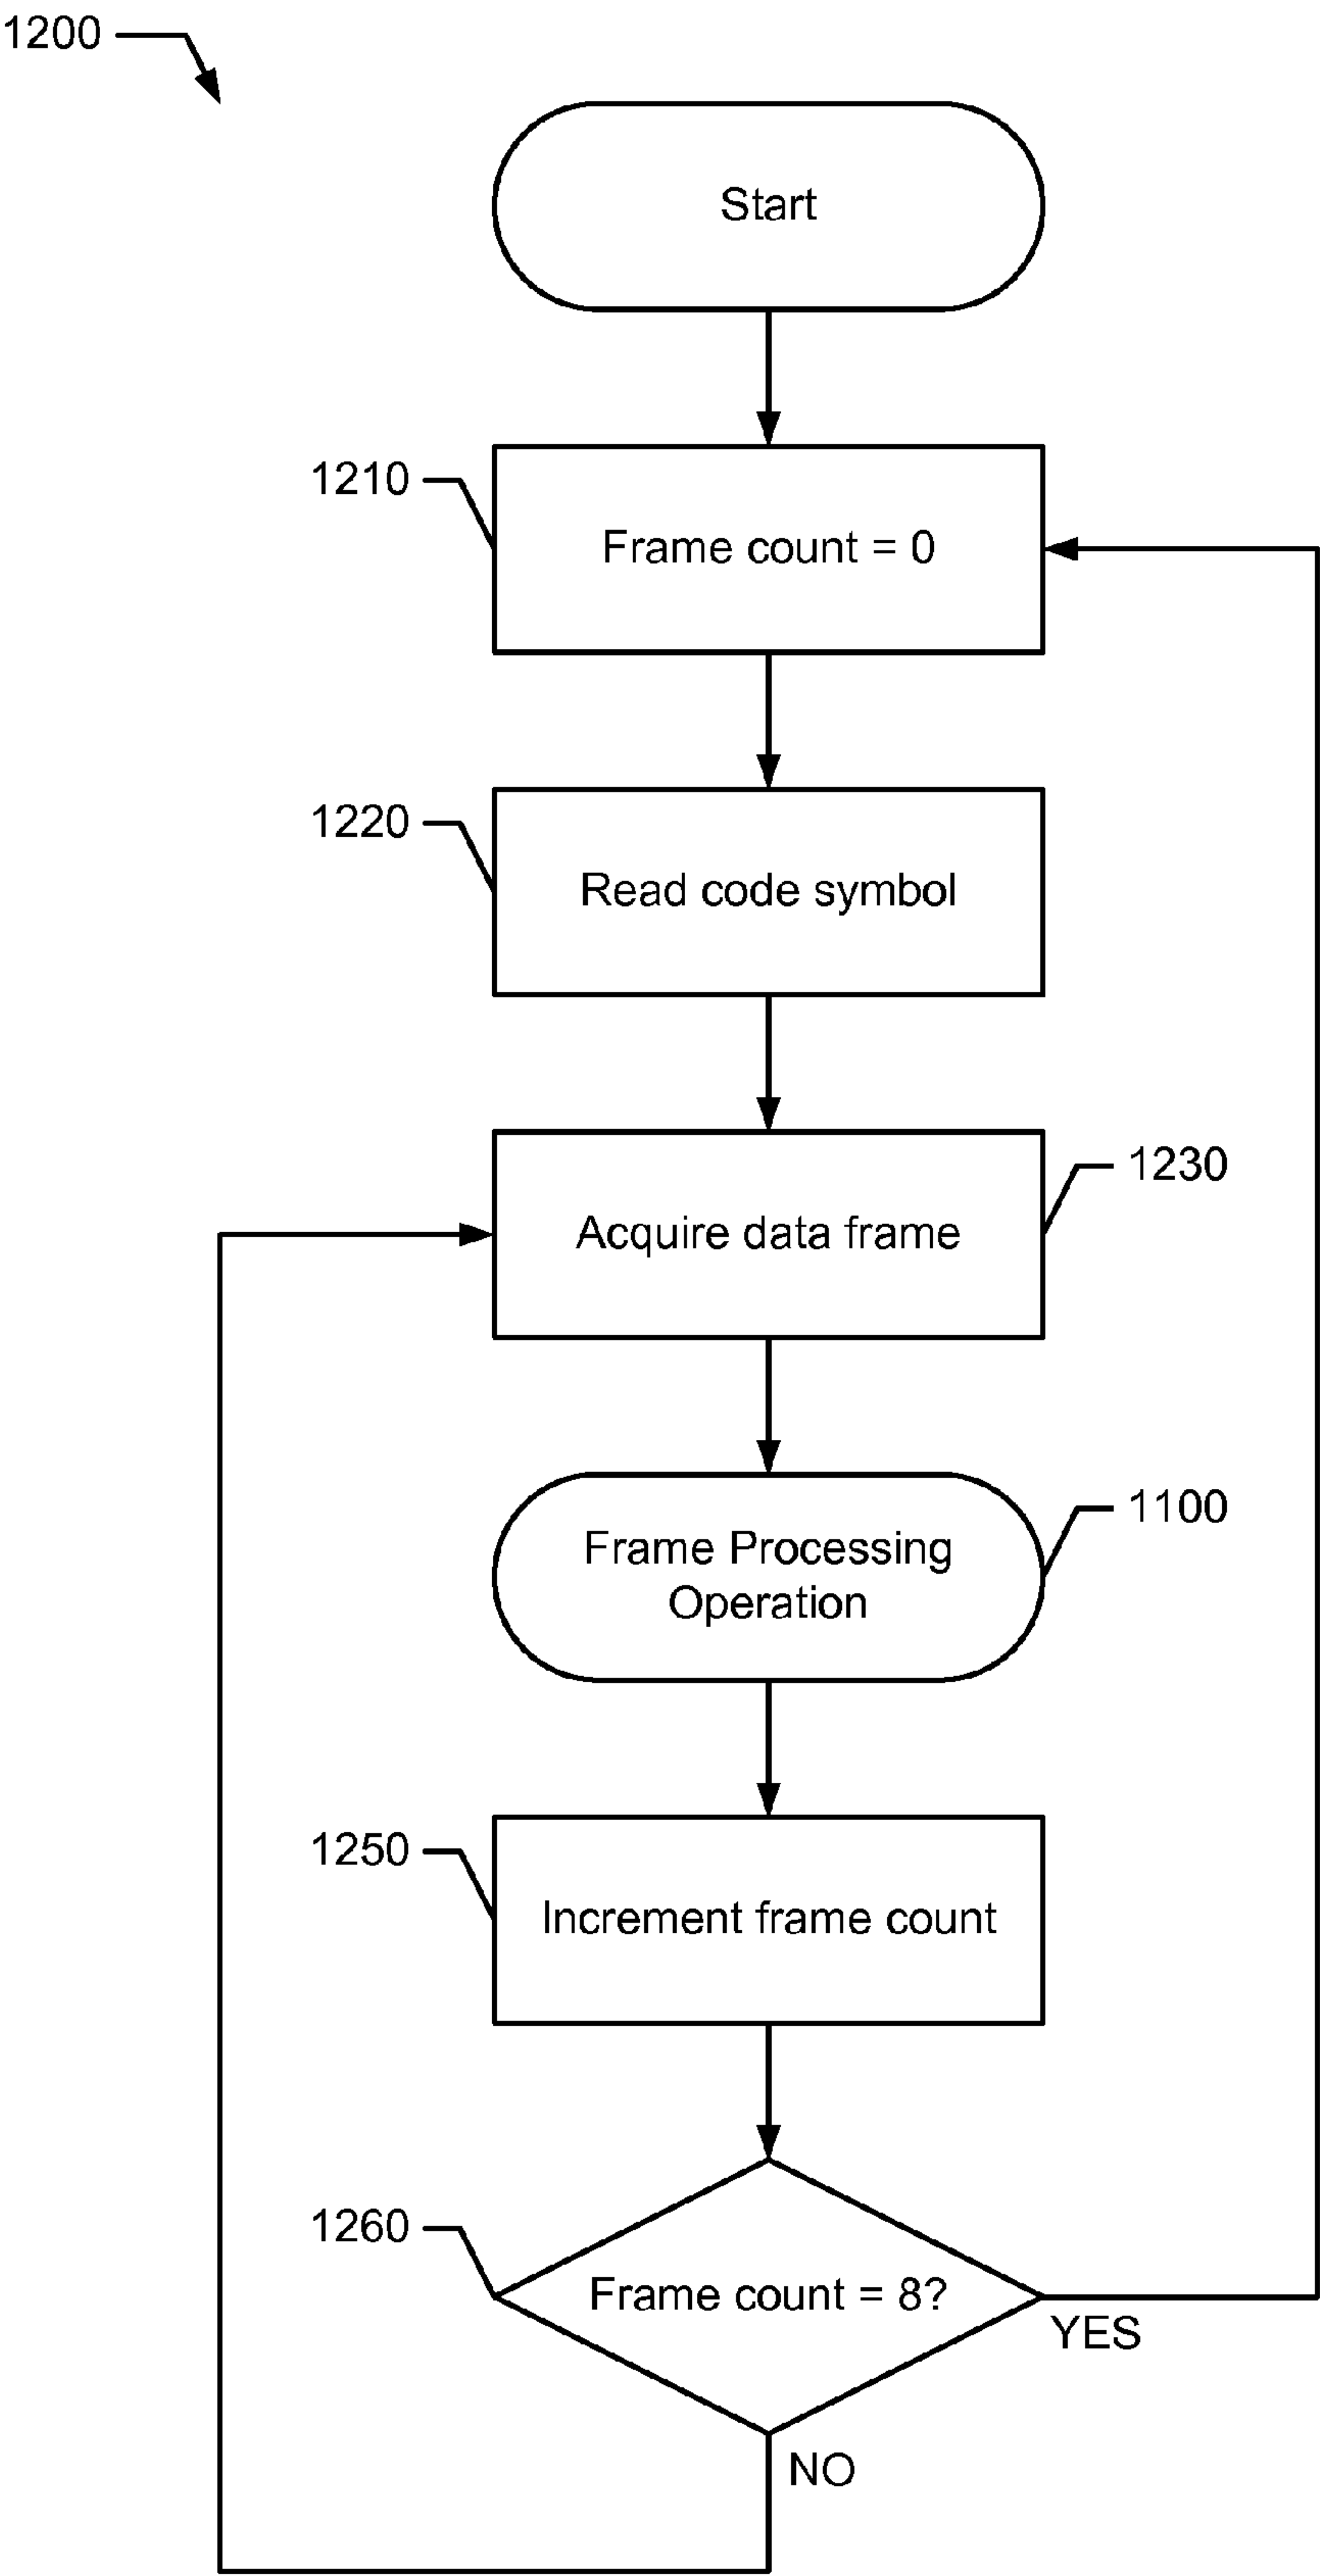 1200
Start
1210
Frame count = 0
1220
Read code symbol
1230
Acquire data frame
1100
Frame Processing
Operation
1250
Increment frame count
1260
Frame count = 8?
YES
NO